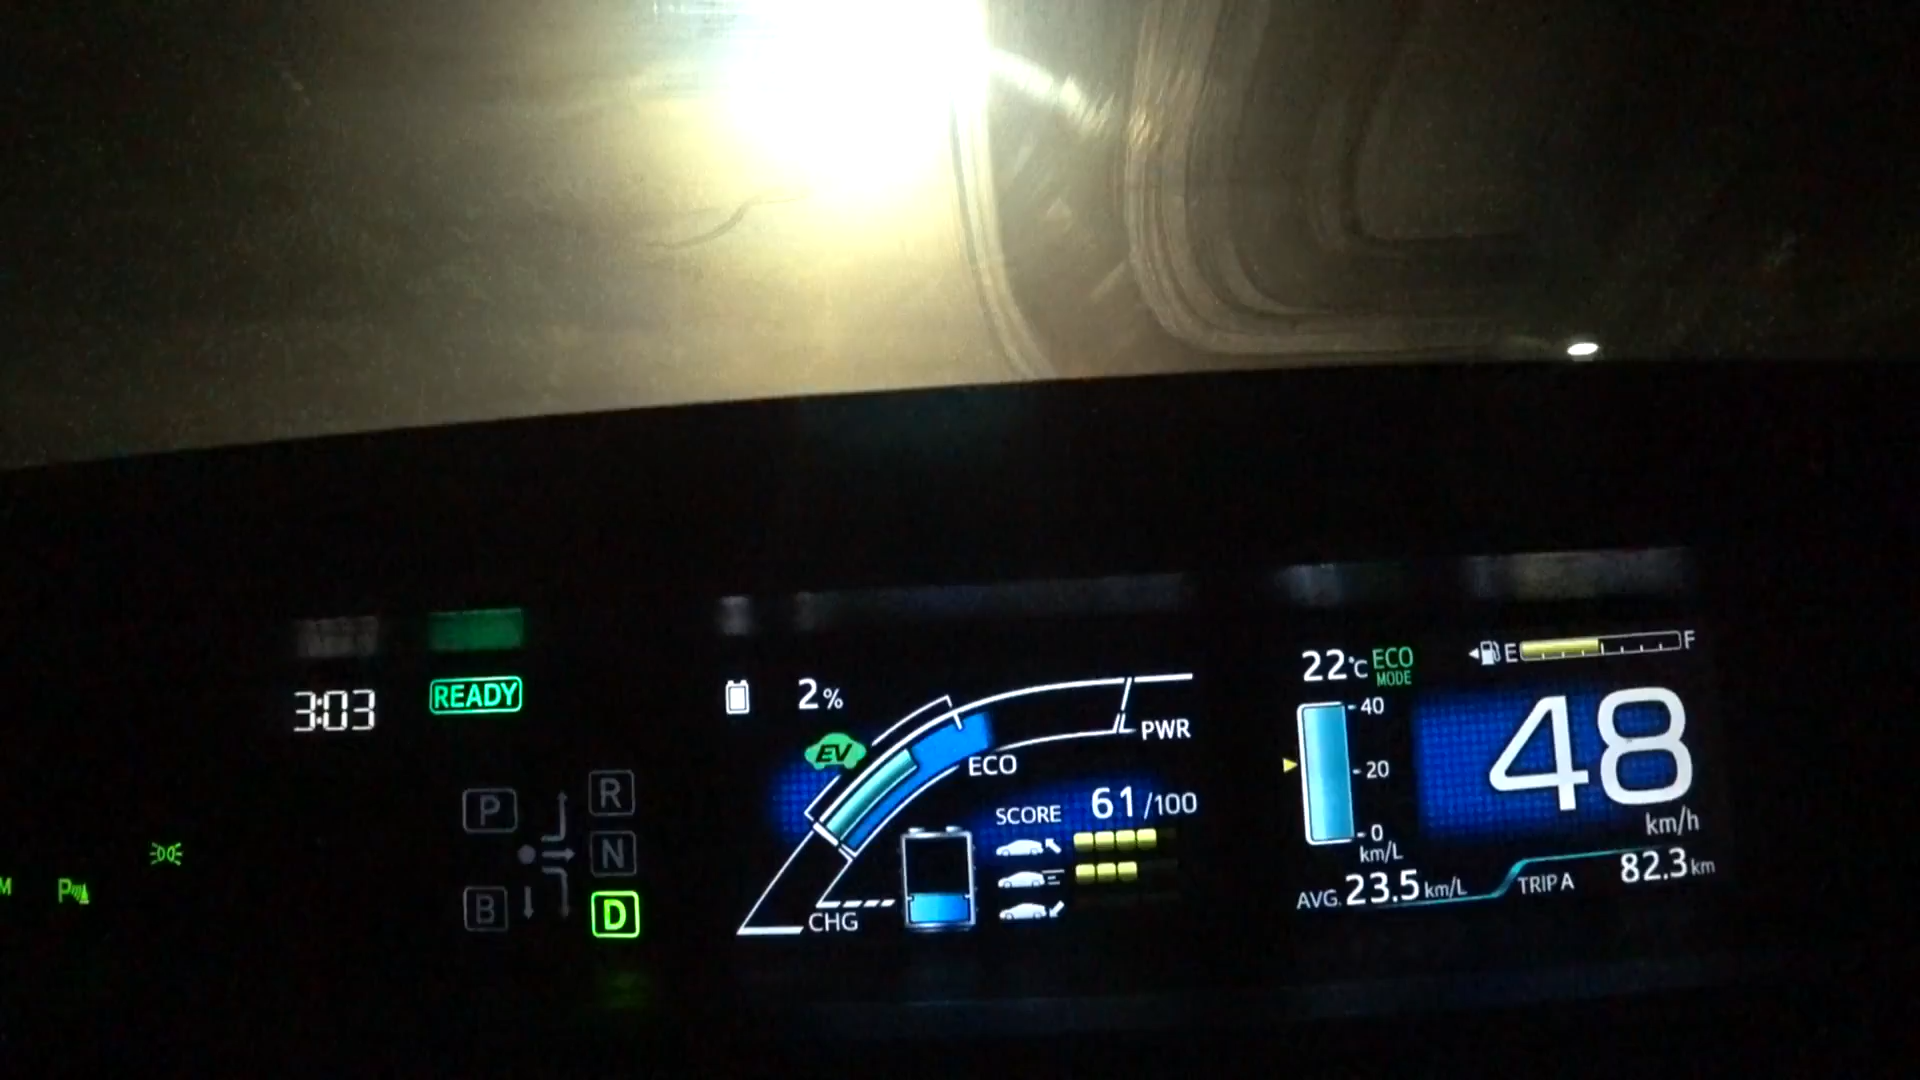 22°C ECO MODE
E F
3:03 READY
2%
EV
PWR
ECO
40
20
0
km/L
48
km/h
SCORE 61/100
P R
N
B D
CHG
AVG. 23.5 km/L
TRIP A 82.3 km
P
M